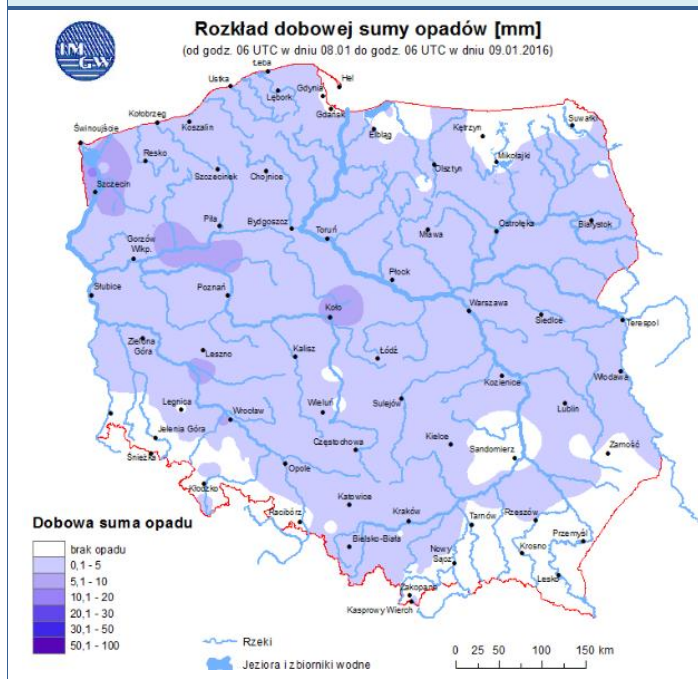 IM
G.W
Rozkład dobowej sumy opadów [mm]
(od godz. 06 UTC w dniu 08.01 do godz. 06 UTC w dniu 09.01.2016)
Łeba
Hel
Ustka
Gdynia
Lębork
Gdańsk
Suwałki
Kołobrzeg
Koszalin
Elbląg
Kętrzyn
Świnoujście
Resko
Olsztyn
Mikołajki
Szczecinek
Chojnice
Szczecin
Piła
Bydgoszcz
Toruń
Mława
Ostrołęka
Białystok
Gorzów
Wlkp.
Płock
Słubice
Poznań
Koło
Warszawa
Siedlce
Terespol
Zielona
Góra
Leszno
Kalisz
Łódź
Kozienice
Włodawa
Legnica
Wrocław
Wieluń
Sulejów
Lublin
Jelenia Góra
Częstochowa
Kielce
Sandomierz
Zamość
Śnieżka
Opole
Kłodzko
Katowice
Kraków
Tarnów
Rzeszów
Racibórz
Przemyśl
Bielsko-Biała
Nowy
Sącz
Krosno
Lesko
Zakopane
Kasprowy Wierch
Dobowa suma opadu
brak opadu
0,1 - 5
5,1 - 10
10,1 - 20
20,1 - 30
30,1 - 50
50,1 - 100
Rzeki
Jeziora i zbiorniki wodne
0 25 50 100 150 km